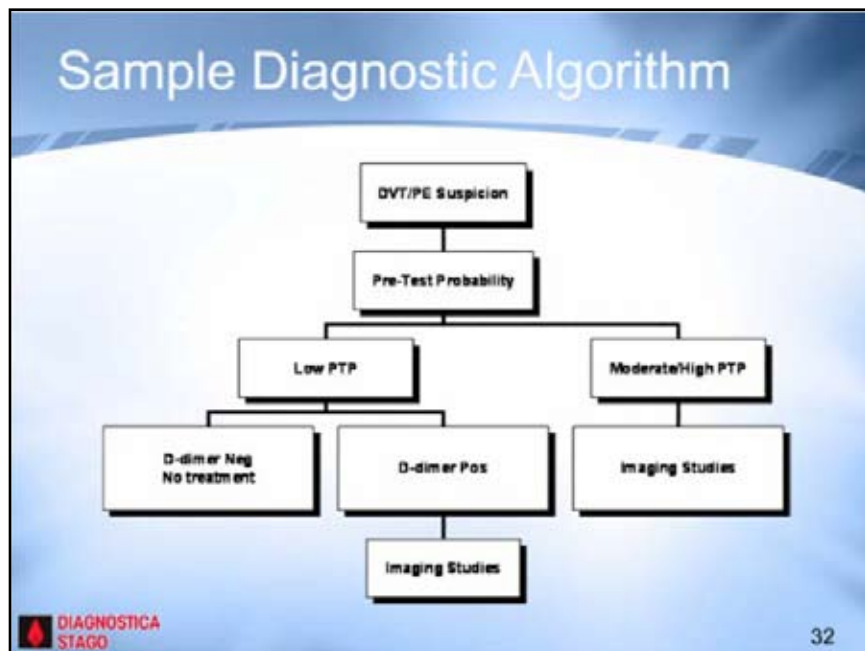 Sample Diagnostic Algorithm
DVT/PE Suspicion
Pre-Test Probability
Low PTP
Moderate/High PTP
D-dimer Neg
No treatment
D-dimer Pos
Imaging Studies
Imaging Studies
DIAGNOSTICA
STAGO
32